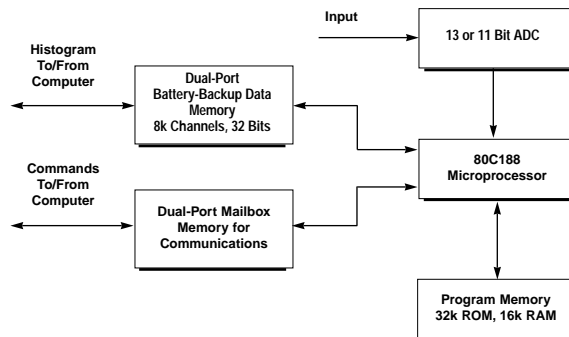 Input
13 or 11 Bit ADC
Histogram
To/From
Computer
Dual-Port
Battery-Backup Data
Memory
8k Channels, 32 Bits
80C188
Microprocessor
Commands
To/From
Computer
Dual-Port Mailbox
Memory for
Communications
Program Memory
32k ROM, 16k RAM